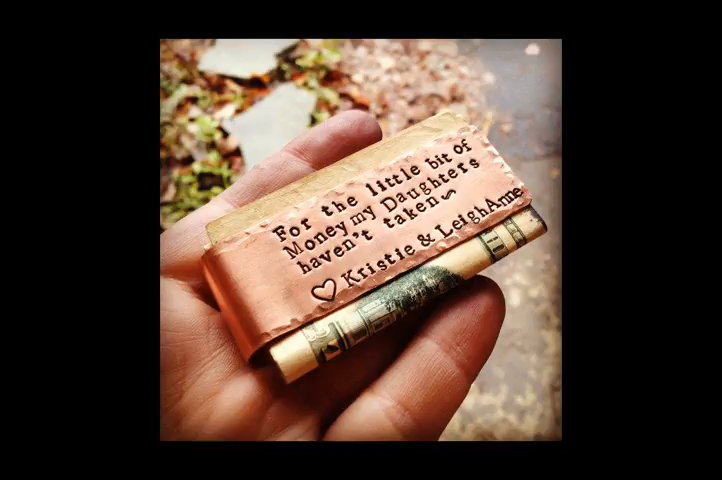 For the little bit of
Money my Daughters
haven't taken~
♡ Kristie & LeighAnne